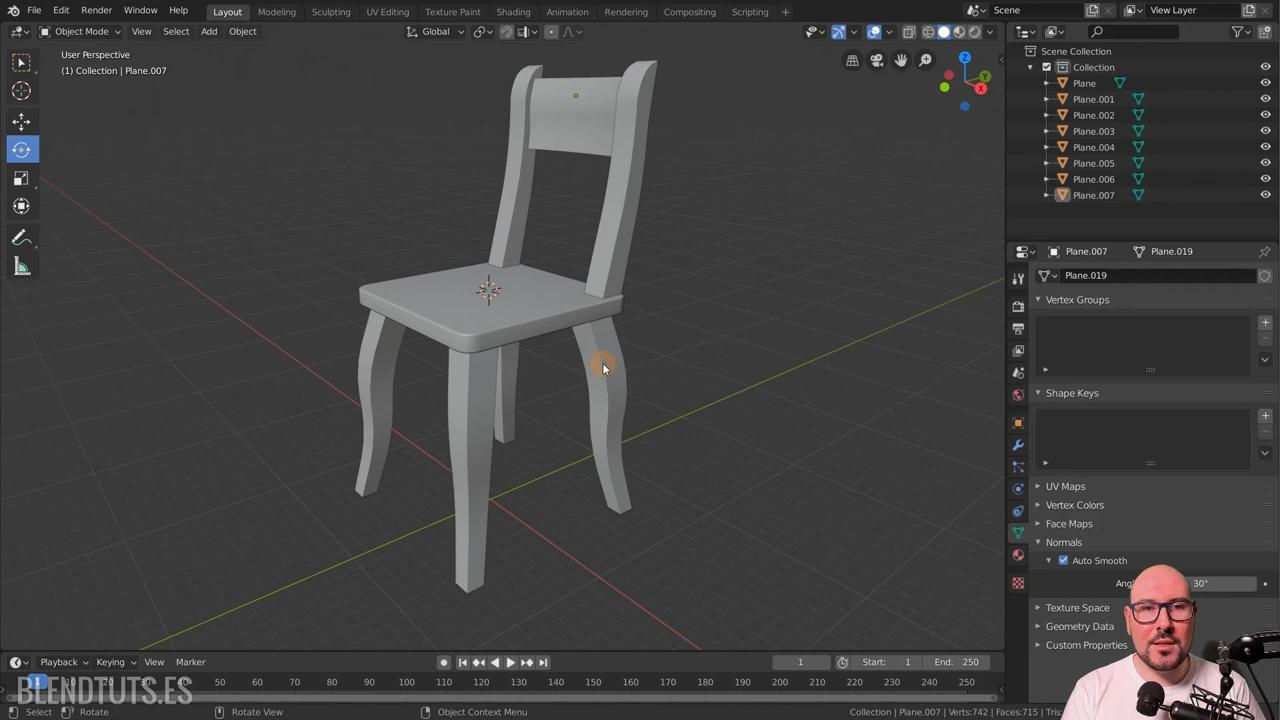 File Edit Render Window Help
Layout Modeling Sculpting UV Editing Texture Paint Shading Animation Rendering Compositing Scripting +
Scene
View Layer
Object Mode View Select Add Object
Global
User Perspective
(1) Collection | Plane.007
Z
Y
X
Scene Collection
Collection
Plane
Plane.001
Plane.002
Plane.003
Plane.004
Plane.005
Plane.006
Plane.007
Plane.007 Plane.019
Plane.019
Vertex Groups
Shape Keys
UV Maps
Vertex Colors
Face Maps
Normals
Auto Smooth
30°
Texture Space
Geometry Data
Custom Properties
Playback Keying View Marker
1 Start: 1 End: 250
1 10 20 30 40 50 60 70 80 90 100 110 120 130 140 150 160 170 180 190 200 210 220 230 240 250
BLENDTUTS.ES
Select Rotate Rotate View Object Context Menu
Collection | Plane.007 | Verts:742 | Faces:715 | Tris: